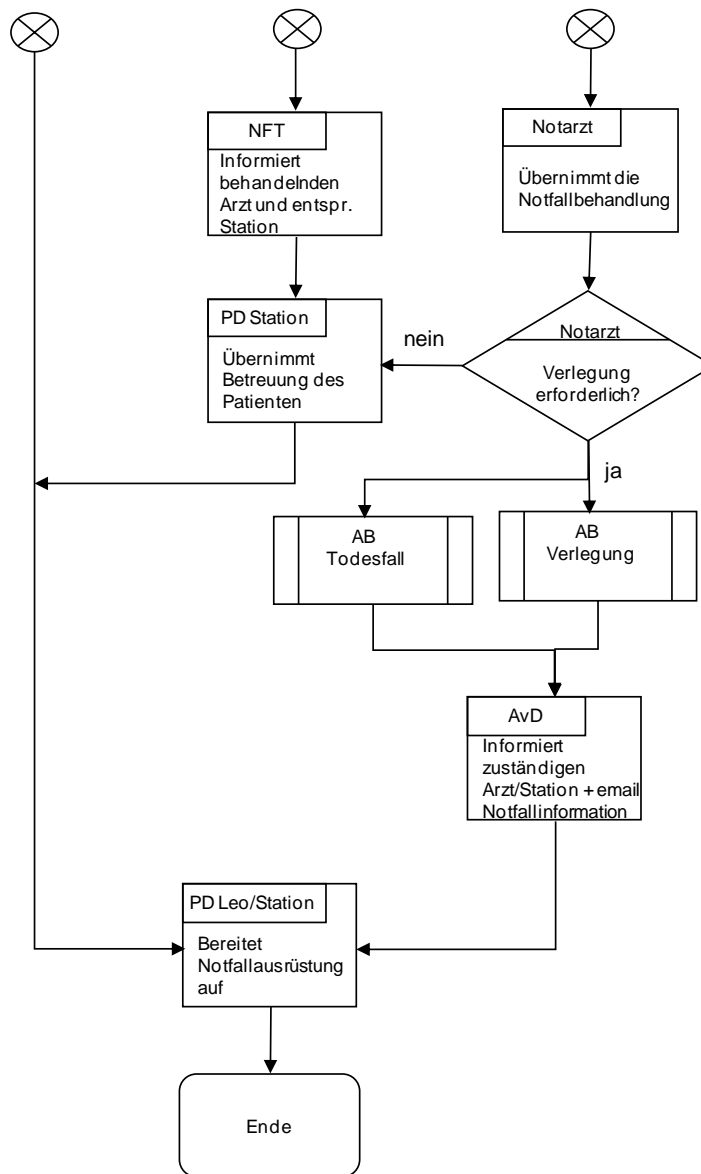 NFT
Informiert
behandelnden
Arzt und entspr.
Station
Notarzt
Übernimmt die
Notfallbehandlung
PD Station
Übernimmt
Betreuung des
Patienten
nein
Notarzt
Verlegung
erforderlich?
ja
AB
Todesfall
AB
Verlegung
AvD
Informiert
zuständigen
Arzt/Station + email
Notfallinformation
PD Leo/Station
Bereitet
Notfallausrüstung
auf
Ende